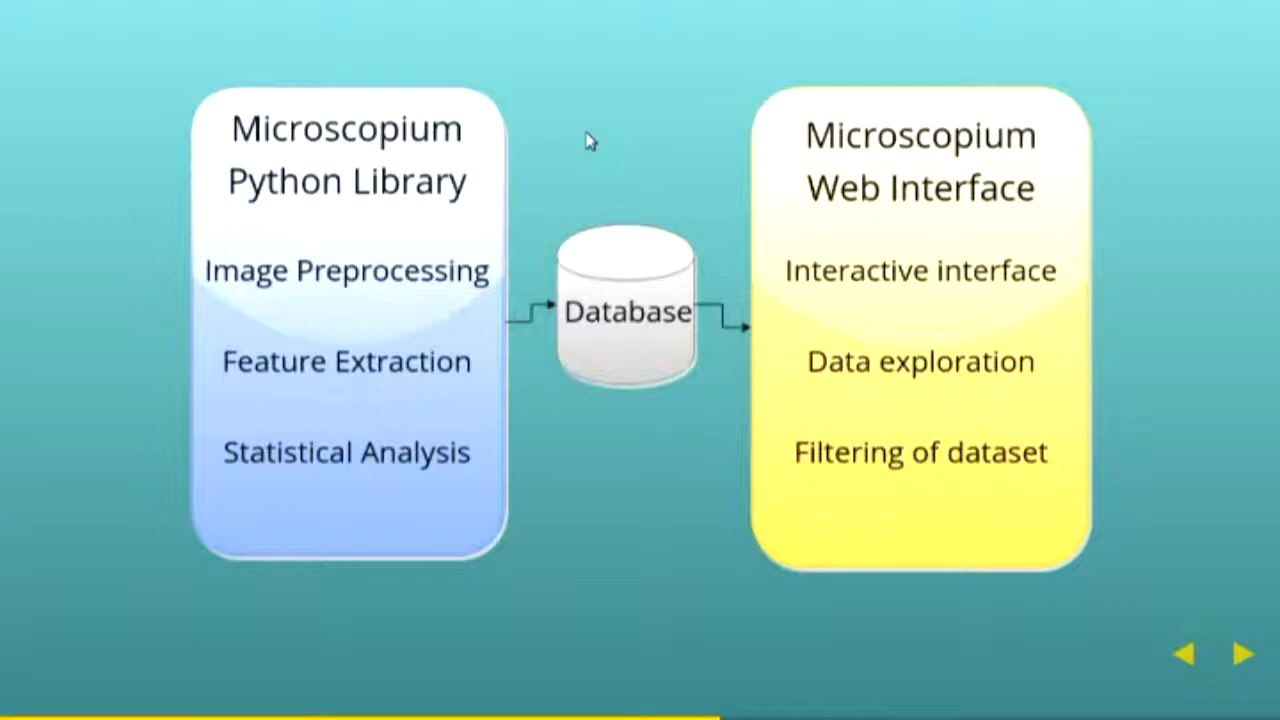 Microscopium
Python Library
Image Preprocessing
Feature Extraction
Statistical Analysis
Database
Microscopium
Web Interface
Interactive interface
Data exploration
Filtering of dataset